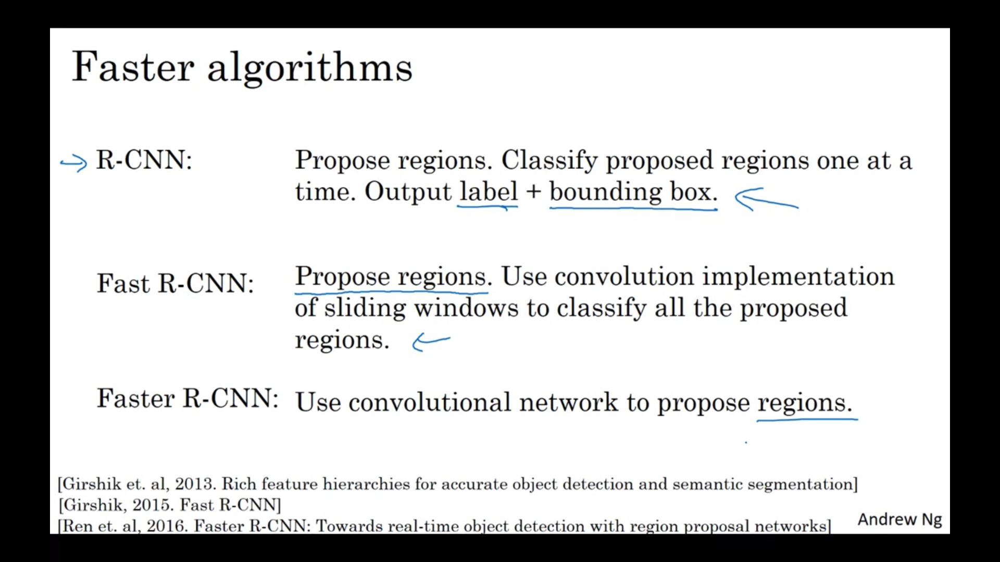 Faster algorithms
R-CNN: Propose regions. Classify proposed regions one at a
time. Output label + bounding box.
Fast R-CNN: Propose regions. Use convolution implementation
of sliding windows to classify all the proposed
regions.
Faster R-CNN: Use convolutional network to propose regions.
[Girshik et. al, 2013. Rich feature hierarchies for accurate object detection and semantic segmentation]
[Girshik, 2015. Fast R-CNN]
[Ren et. al, 2016. Faster R-CNN: Towards real-time object detection with region proposal networks]
Andrew Ng